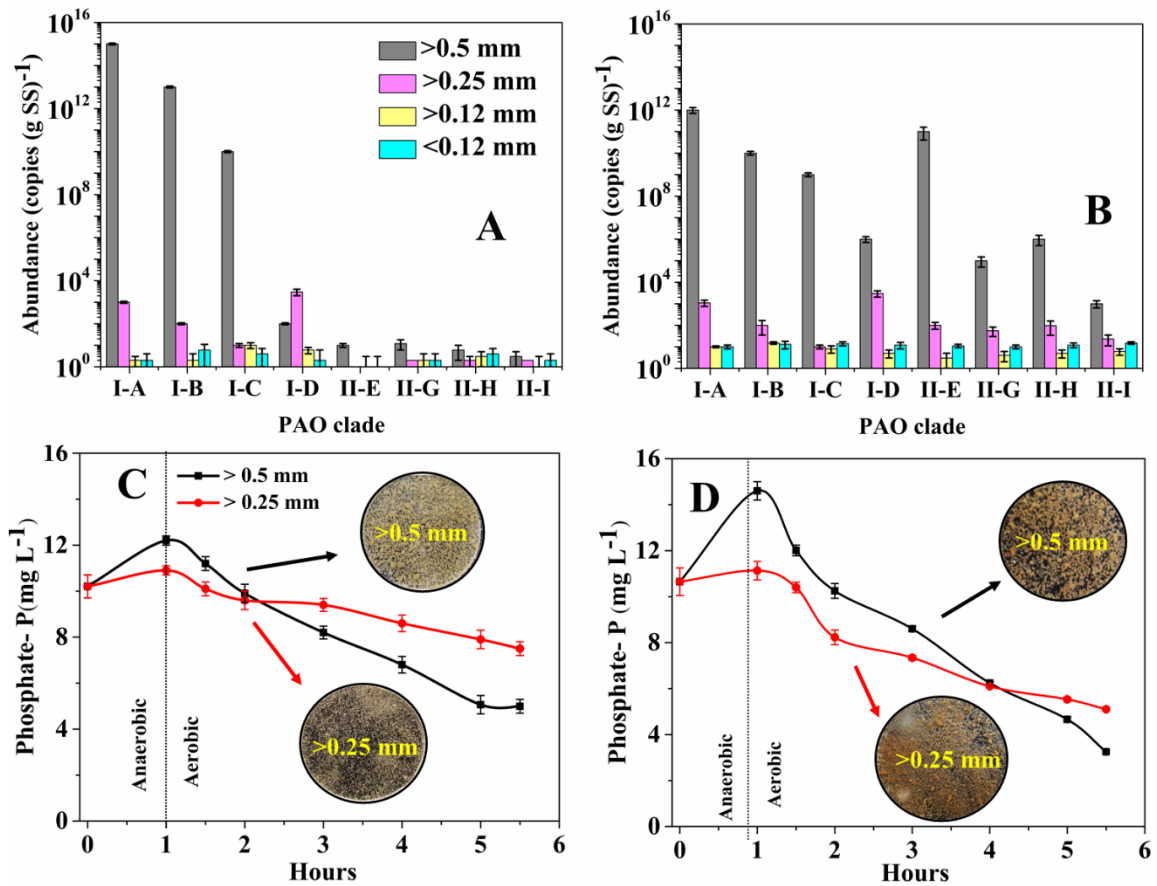 A
Abundance (copies (g SS)-1
10^16
10^12
10^8
10^4
10^0
>0.5 mm
>0.25 mm
>0.12 mm
<0.12 mm
I-A I-B I-C I-D II-E II-G II-H II-I
PAO clade
B
Abundance (copies (g SS)-1
10^16
10^12
10^8
10^4
10^0
I-A I-B I-C I-D II-E II-G II-H II-I
PAO clade
C
Phosphate- P(mg L-1)
16
12
8
4
0
> 0.5 mm
> 0.25 mm
>0.5 mm
>0.25 mm
Anaerobic
Aerobic
0 1 2 3 4 5 6
Hours
D
Phosphate- P (mg L-1)
16
12
8
4
0
>0.5 mm
>0.25 mm
Anaerobic
Aerobic
0 1 2 3 4 5 6
Hours